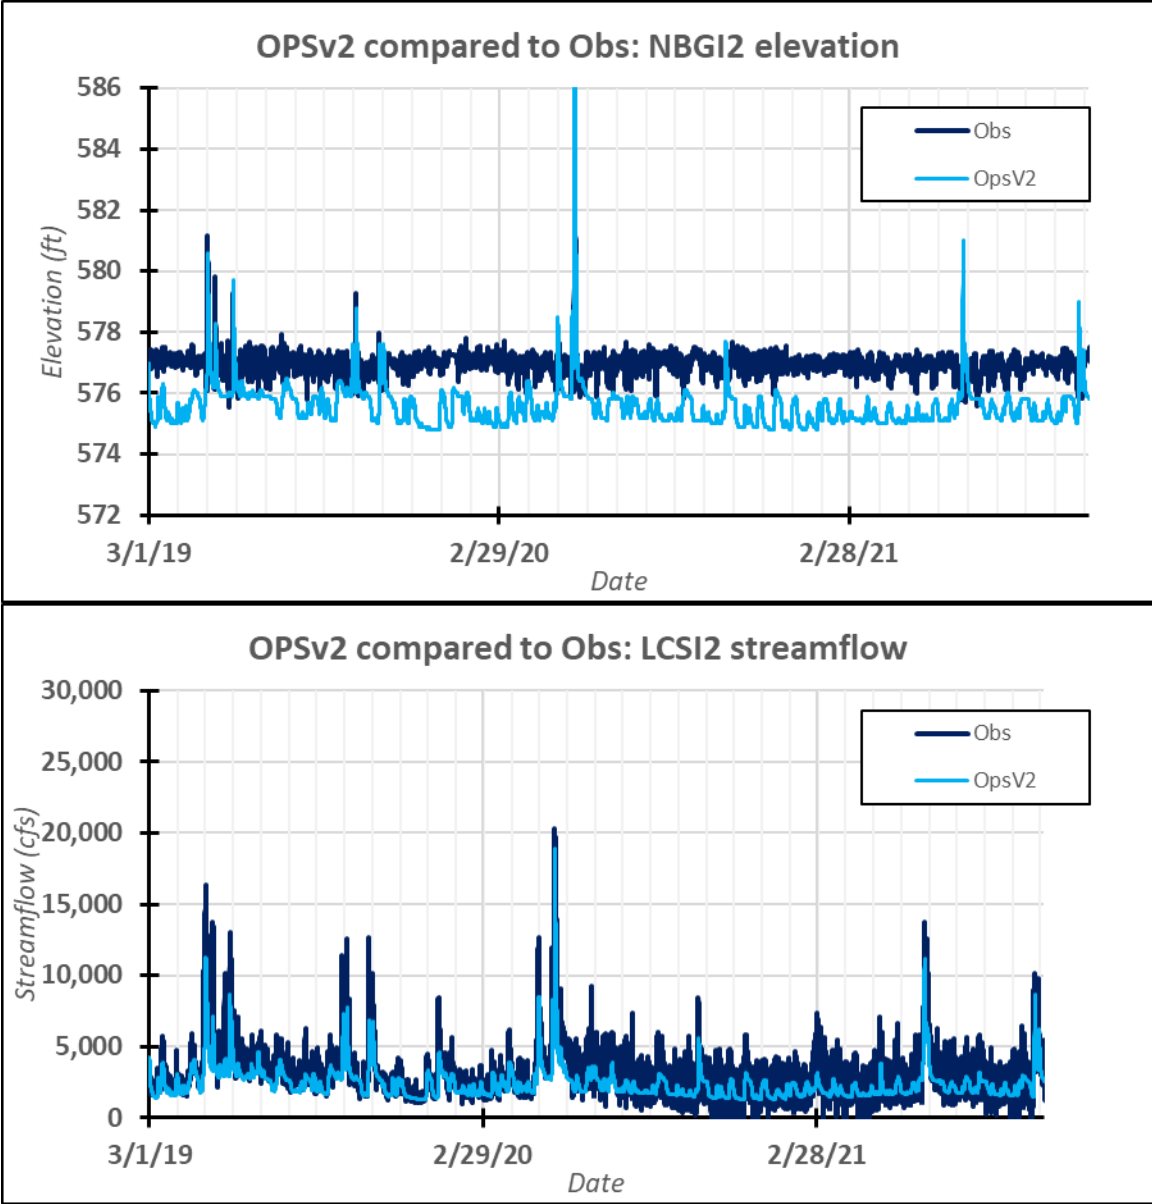 OPSv2 compared to Obs: NBGI2 elevation
586
584
582
580
578
576
574
572
Elevation (ft)
Obs
OpsV2
3/1/19
2/29/20
2/28/21
Date
OPSv2 compared to Obs: LCSI2 streamflow
30,000
25,000
20,000
15,000
10,000
5,000
0
Streamflow (cfs)
Obs
OpsV2
3/1/19
2/29/20
2/28/21
Date